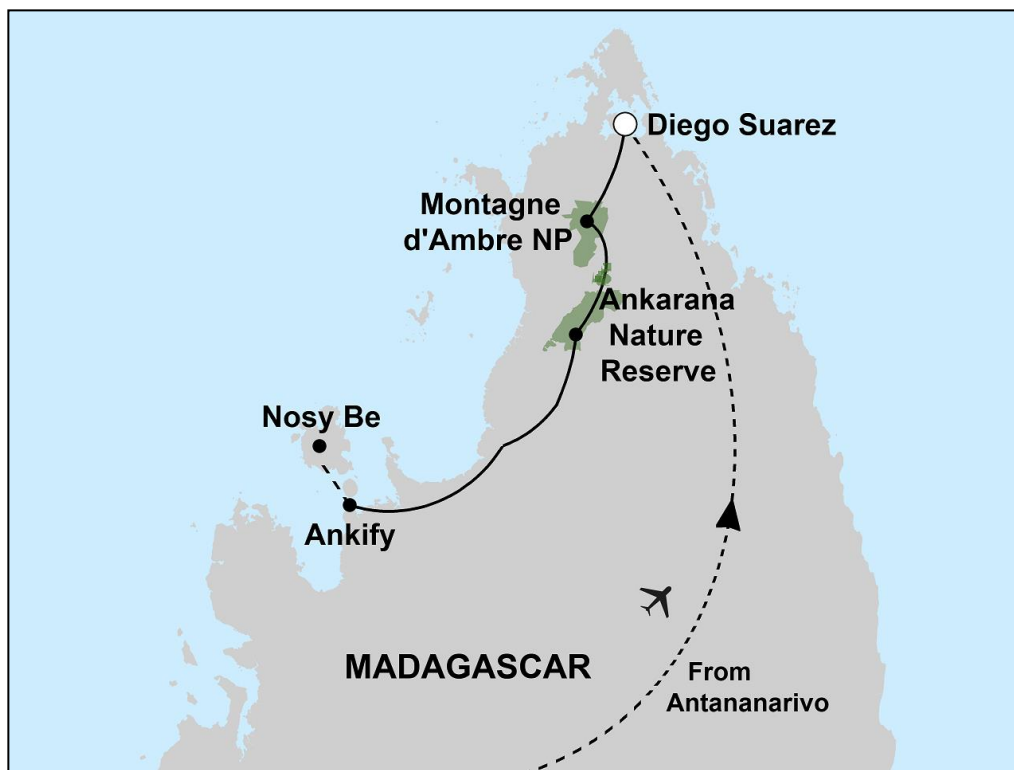 Diego Suarez
Montagne
d'Ambre NP
Ankarana
Nature
Reserve
Nosy Be
Ankify
MADAGASCAR
From
Antananarivo